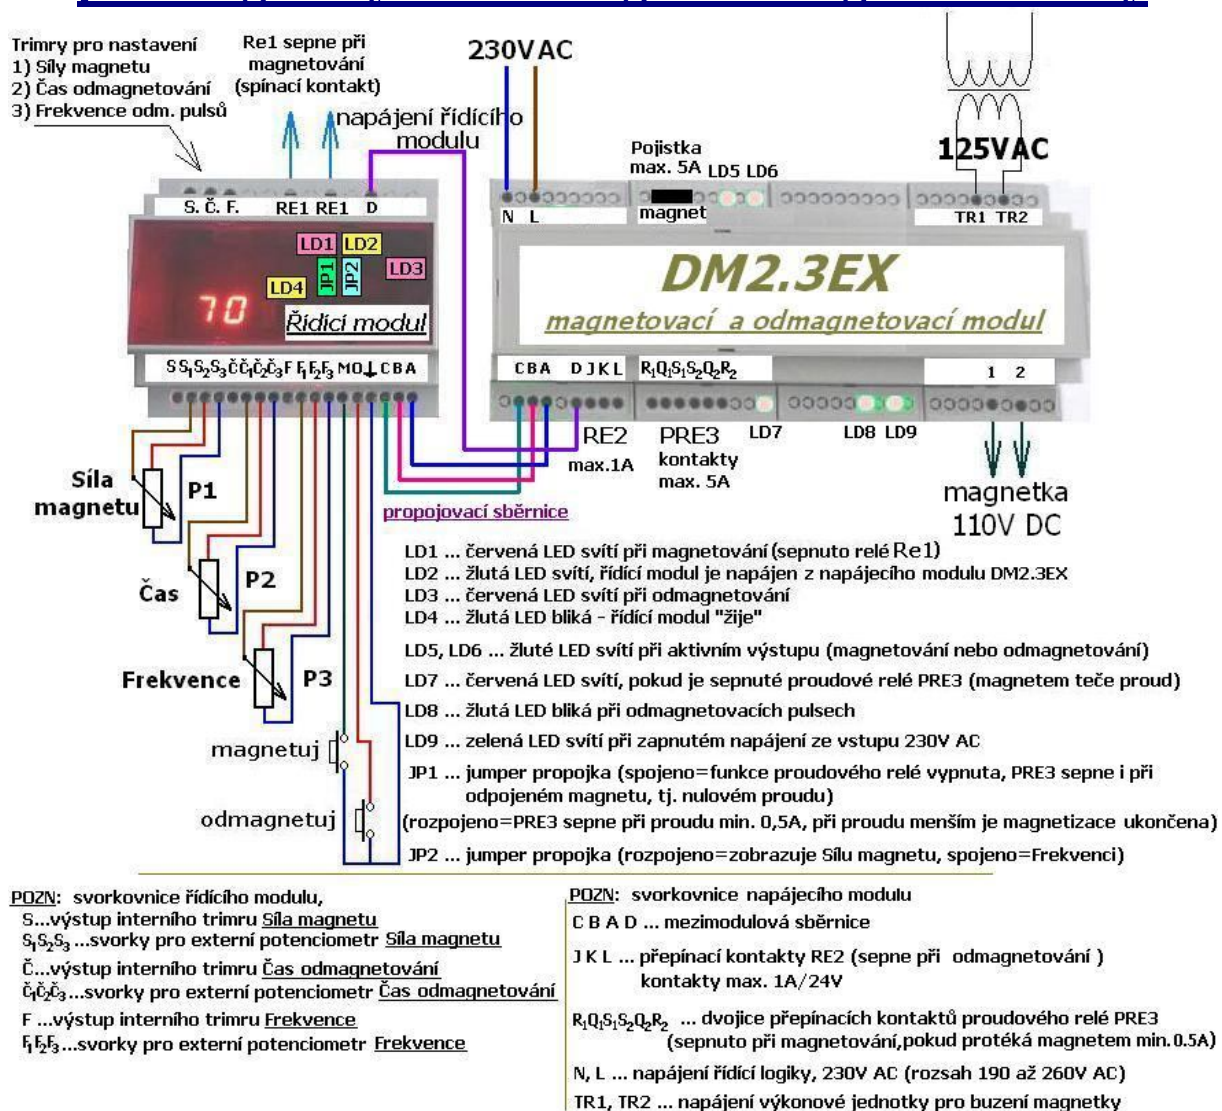 Trimry pro nastavení
1) Síly magnetu
2) Čas odmagnetování
3) Frekvence odm. pulsů
Re1 sepne při
magnetování
(spínací kontakt)
napájení řídícího
modulu
230V AC
Pojistka
max. 5A
LD5 LD6
125VAC
S. Č. F. RE1 RE1 D
N L
magnet
TR1 TR2
LD1 LD2
LD3
JP1 JP2
LD4
70
Řídicí modul
DM2.3EX
magnetovací a odmagnetovací modul
S S₁S₂S₃ČČ₁Č₂Č₃F F₁F₂F₃ M O ↓ C B A
C B A D J K L R₁Q₁S₁S₂Q₂R₂
1 2
RE2
max.1A
PRE3
kontakty
max. 5A
LD7
LD8 LD9
magnetka
110V DC
Síla
magnetu
P1
propojovací sběrnice
Čas
P2
Frekvence
P3
magnetuj
odmagnetuj
LD1 ... červená LED svítí při magnetování (sepnuto relé Re1)
LD2 ... žlutá LED svítí, řídící modul je napájen z napájecího modulu DM2.3EX
LD3 ... červená LED svítí při odmagnetování
LD4 ... žlutá LED bliká - řídící modul "žije"
LD5, LD6 ... žluté LED svítí při aktivním výstupu (magnetování nebo odmagnetování)
LD7 ... červená LED svítí, pokud je sepnuté proudové relé PRE3 (magnetem teče proud)
LD8 ... žlutá LED bliká při odmagnetovacích pulsech
LD9 ... zelená LED svítí při zapnutém napájení ze vstupu 230V AC
JP1 ... jumper propojka (spojeno=funkce proudového relé vypnuta, PRE3 sepne i při
odpojeném magnetu, tj. nulovém proudu)
(rozpojeno=PRE3 sepne při proudu min. 0,5A, při proudu menším je magnetizace ukončena)
JP2 ... jumper propojka (rozpojeno=zobrazuje Sílu magnetu, spojeno=Frekvenci)
POZN: svorkovnice řídícího modulu,
S...výstup interního trimru Síla magnetu
S₁S₂S₃...svorky pro externí potenciometr Síla magnetu
Č...výstup interního trimru Čas odmagnetování
Č₁Č₂Č₃...svorky pro externí potenciometr Čas odmagnetování
F ...výstup interního trimru Frekvence
F₁F₂F₃...svorky pro externí potenciometr Frekvence
POZN: svorkovnice napájecího modulu
C B A D ... mezimodulová sběrnice
J K L ... přepínací kontakty RE2 (sepne při odmagnetování )
kontakty max. 1A/24V
R₁Q₁S₁S₂Q₂R₂ ... dvojice přepínacích kontaktů proudového relé PRE3
(sepnuto při magnetování,pokud protéká magnetem min.0.5A)
N, L ... napájení řídící logiky, 230V AC (rozsah 190 až 260V AC)
TR1, TR2 ... napájení výkonové jednotky pro buzení magnetky